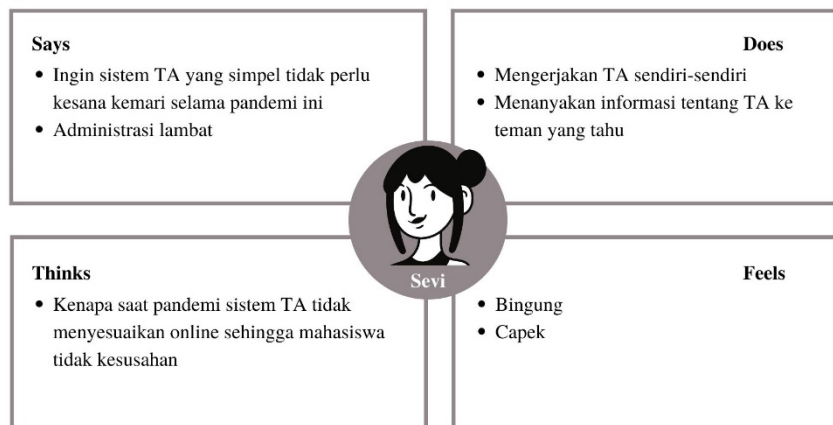 Says
• Ingin sistem TA yang simpel tidak perlu
kesana kemari selama pandemi ini
• Administrasi lambat
Does
• Mengerjakan TA sendiri-sendiri
• Menanyakan informasi tentang TA ke
teman yang tahu
Sevi
Thinks
• Kenapa saat pandemi sistem TA tidak
menyesuaikan online sehingga mahasiswa
tidak kesusahan
Feels
• Bingung
• Capek